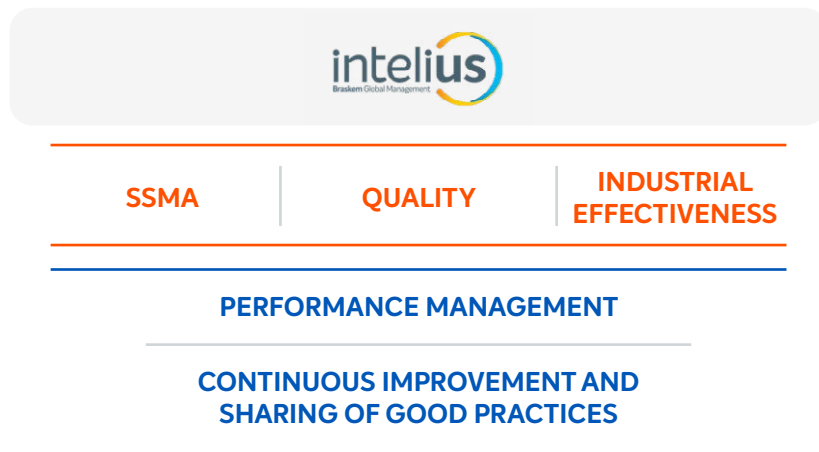 intelius
Braskem Global Management
SSMA
QUALITY
INDUSTRIAL
EFFECTIVENESS
PERFORMANCE MANAGEMENT
CONTINUOUS IMPROVEMENT AND
SHARING OF GOOD PRACTICES